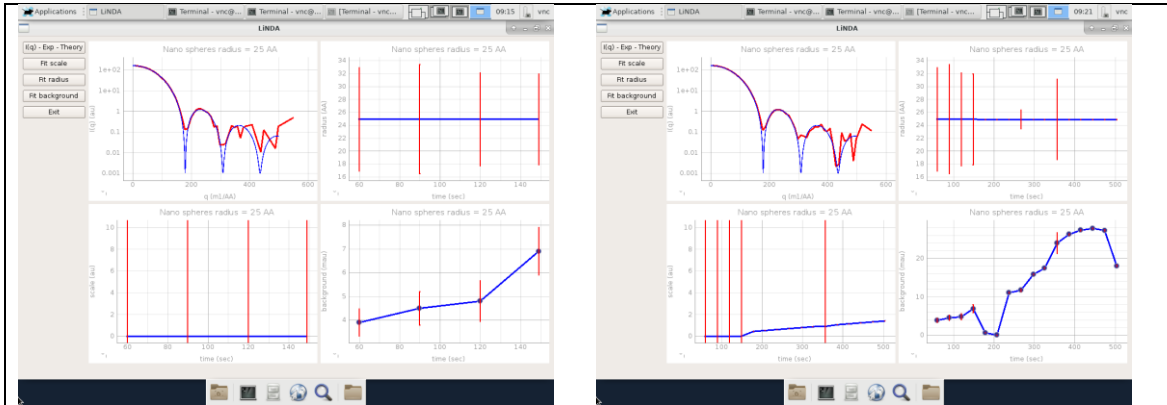 Applications LiNDA Terminal - vnc@... Terminal - vnc@... [Terminal - vnc... 09:15 vnc
LiNDA
I(q) - Exp - Theory
Fit scale
Fit radius
Fit background
Exit
Nano spheres radius = 25 AA
1e+02
1e+01
1
0.1
0.01
0.001
I(q) (au)
0 200 400 600
q (mL/AA)
Nano spheres radius = 25 AA
34
32
30
28
26
24
22
20
18
16
radius (AA)
60 80 100 120 140
time (sec)
Nano spheres radius = 25 AA
10
8
6
4
2
0
scale (au)
60 80 100 120 140
time (sec)
Nano spheres radius = 25 AA
8
7
6
5
4
background (mau)
60 80 100 120 140
time (sec)
Applications LiNDA Terminal - vnc@... Terminal - vnc@... [Terminal - vnc... 09:21 vnc
LiNDA
I(q) - Exp - Theory
Fit scale
Fit radius
Fit background
Exit
Nano spheres radius = 25 AA
1e+02
1e+01
1
0.1
0.01
0.001
I(q) (au)
0 200 400 600
q (mL/AA)
Nano spheres radius = 25 AA
34
32
30
28
26
24
22
20
18
16
radius (AA)
100 200 300 400 500
time (sec)
Nano spheres radius = 25 AA
10
8
6
4
2
0
scale (au)
100 200 300 400 500
time (sec)
Nano spheres radius = 25 AA
20
10
0
background (mau)
100 200 300 400 500
time (sec)